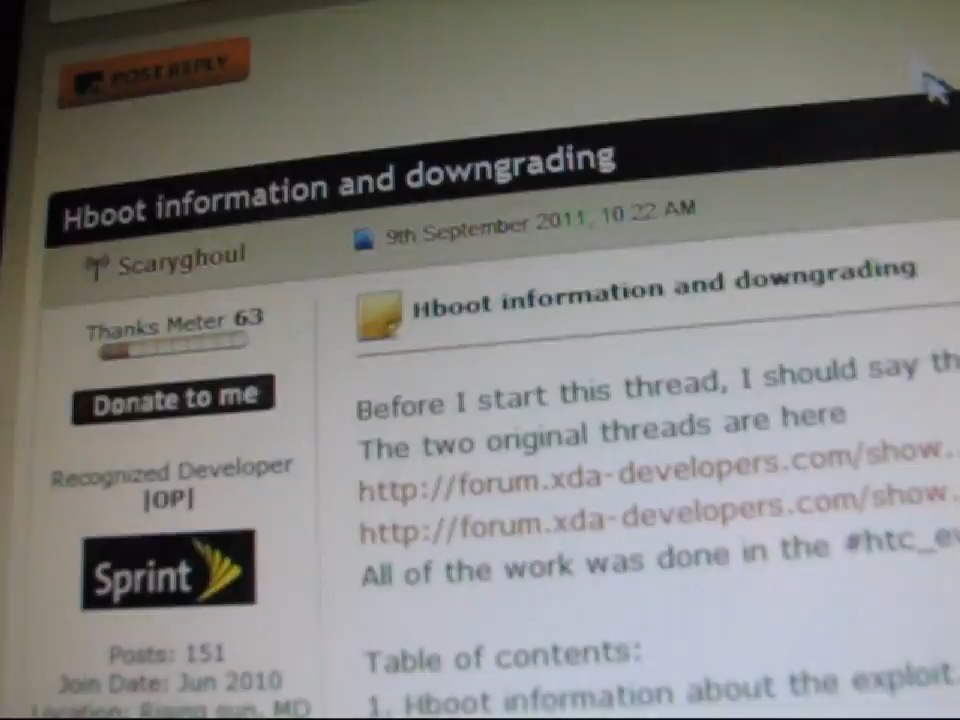 POST REPLY
Hboot information and downgrading
Scaryghoul
9th September 2011, 10:22 AM
Thanks Meter 63
Hboot information and downgrading
Donate to me
Before I start this thread, I should say th
The two original threads are here
Recognized Developer
|OP|
http://forum.xda-developers.com/show..
http://forum.xda-developers.com/show..
Sprint
All of the work was done in the #htc_ev
Posts: 151
Join Date: Jun 2010
Location: Rising sun, MD
Table of contents:
1. Hboot information about the exploit.